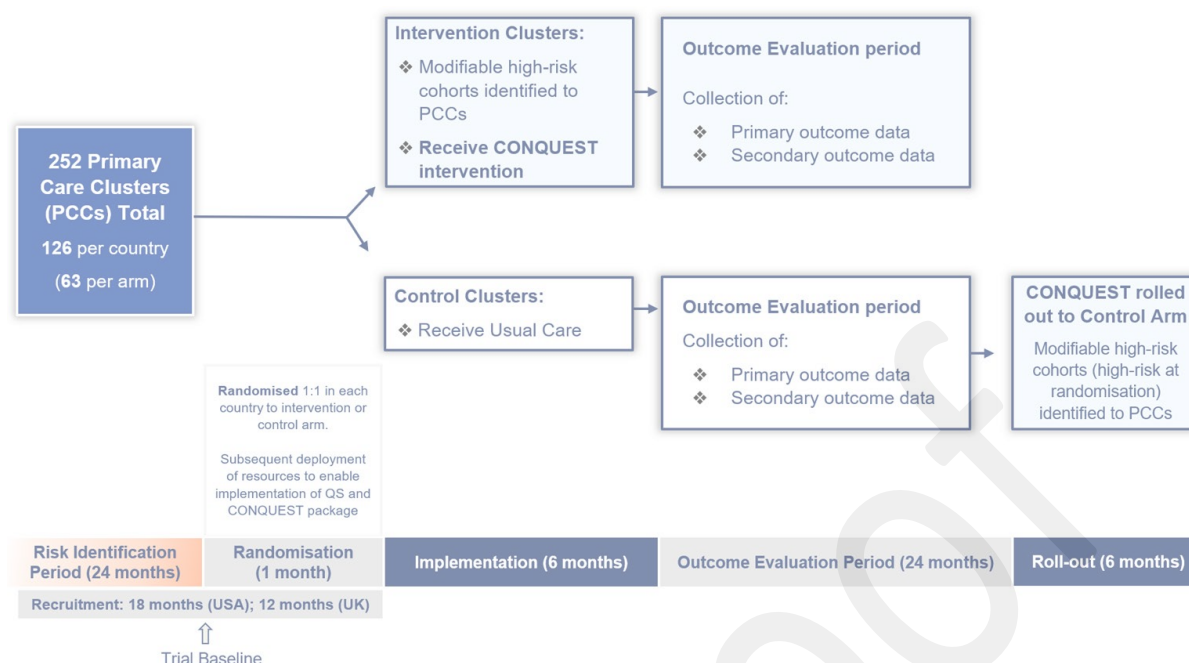 252 Primary
Care Clusters
(PCCs) Total
126 per country
(63 per arm)
Intervention Clusters:
❖ Modifiable high-risk
cohorts identified to
PCCs
❖ Receive CONQUEST
intervention
Outcome Evaluation period
Collection of:
❖ Primary outcome data
❖ Secondary outcome data
Control Clusters:
❖ Receive Usual Care
Outcome Evaluation period
Collection of:
❖ Primary outcome data
❖ Secondary outcome data
CONQUEST rolled
out to Control Arm
Modifiable high-risk
cohorts (high-risk at
randomisation)
identified to PCCs
Randomised 1:1 in each
country to intervention or
control arm.
Subsequent deployment
of resources to enable
implementation of QS and
CONQUEST package
Risk Identification
Period (24 months)
Randomisation
(1 month)
Implementation (6 months)
Outcome Evaluation Period (24 months)
Roll-out (6 months)
Recruitment: 18 months (USA); 12 months (UK)
Trial Baseline